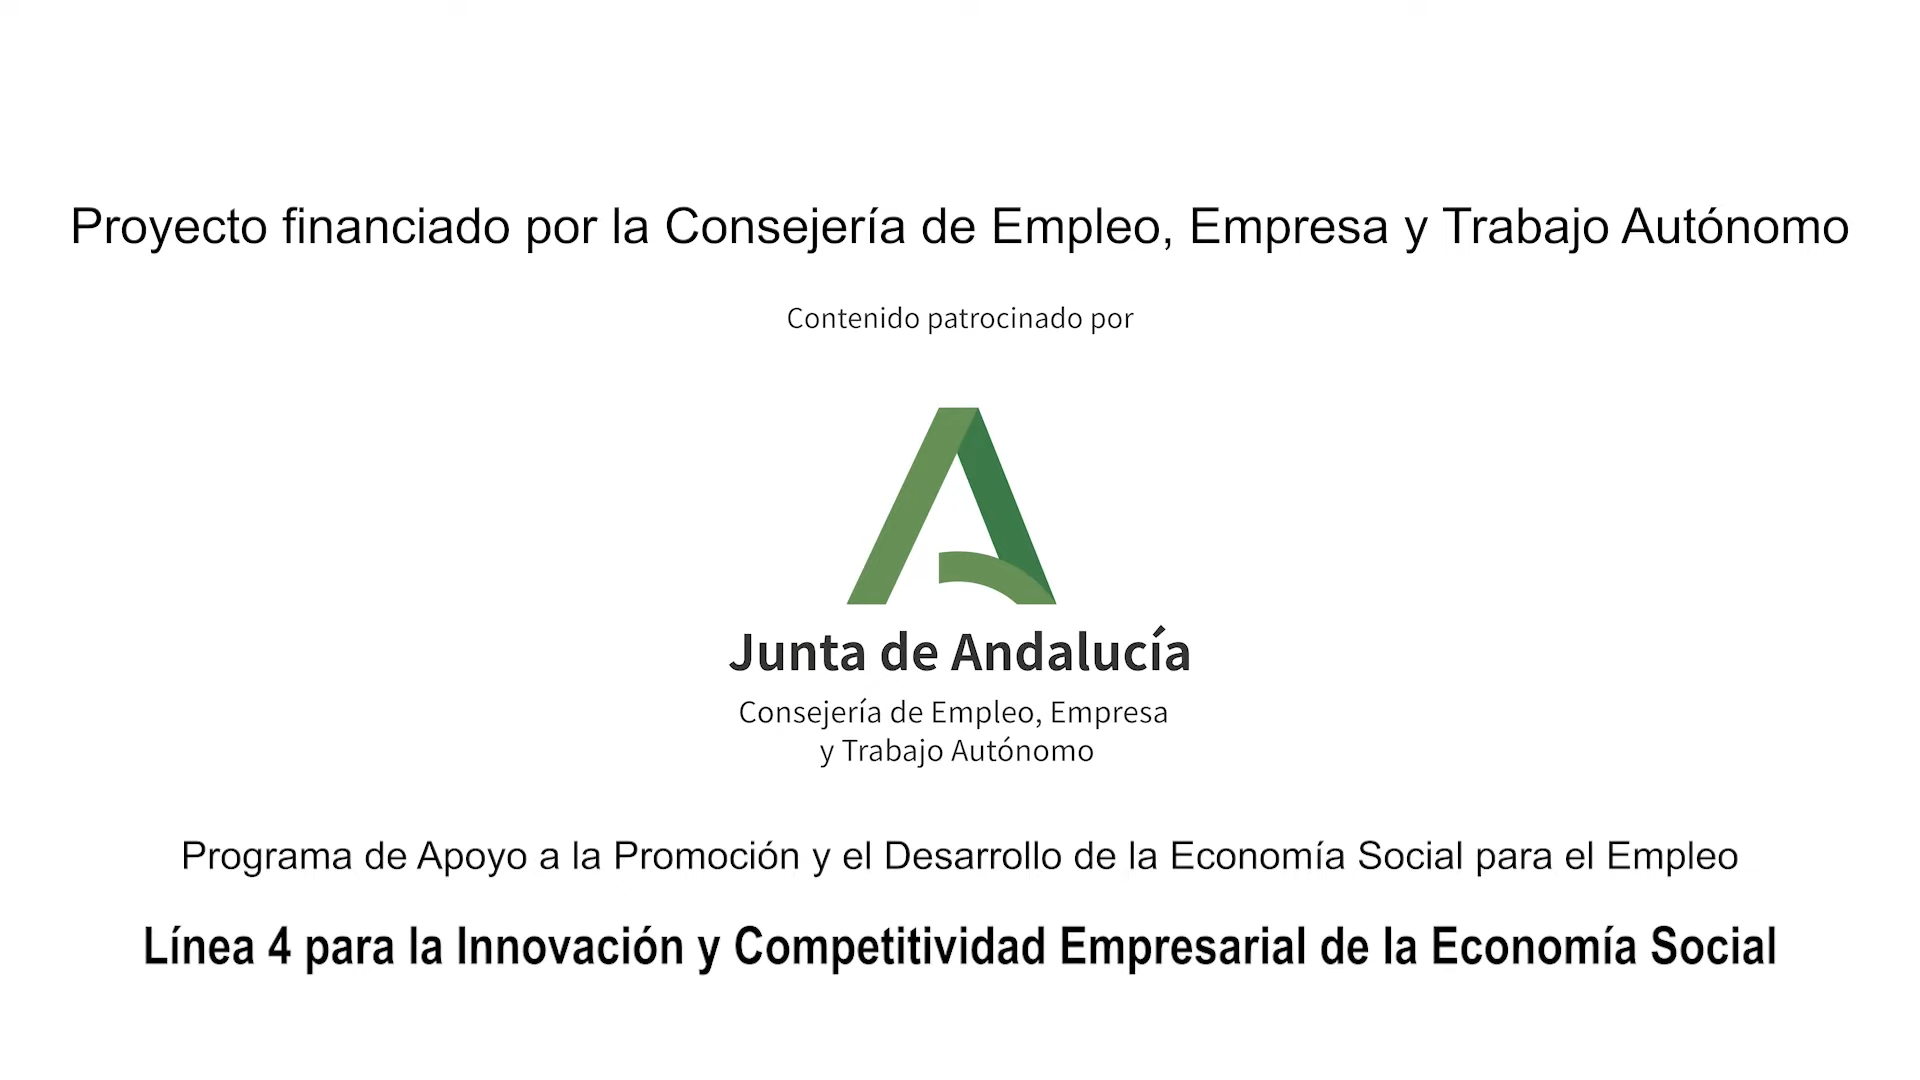 Proyecto financiado por la Consejería de Empleo, Empresa y Trabajo Autónomo
Contenido patrocinado por
Junta de Andalucía
Consejería de Empleo, Empresa
y Trabajo Autónomo
Programa de Apoyo a la Promoción y el Desarrollo de la Economía Social para el Empleo
Línea 4 para la Innovación y Competitividad Empresarial de la Economía Social